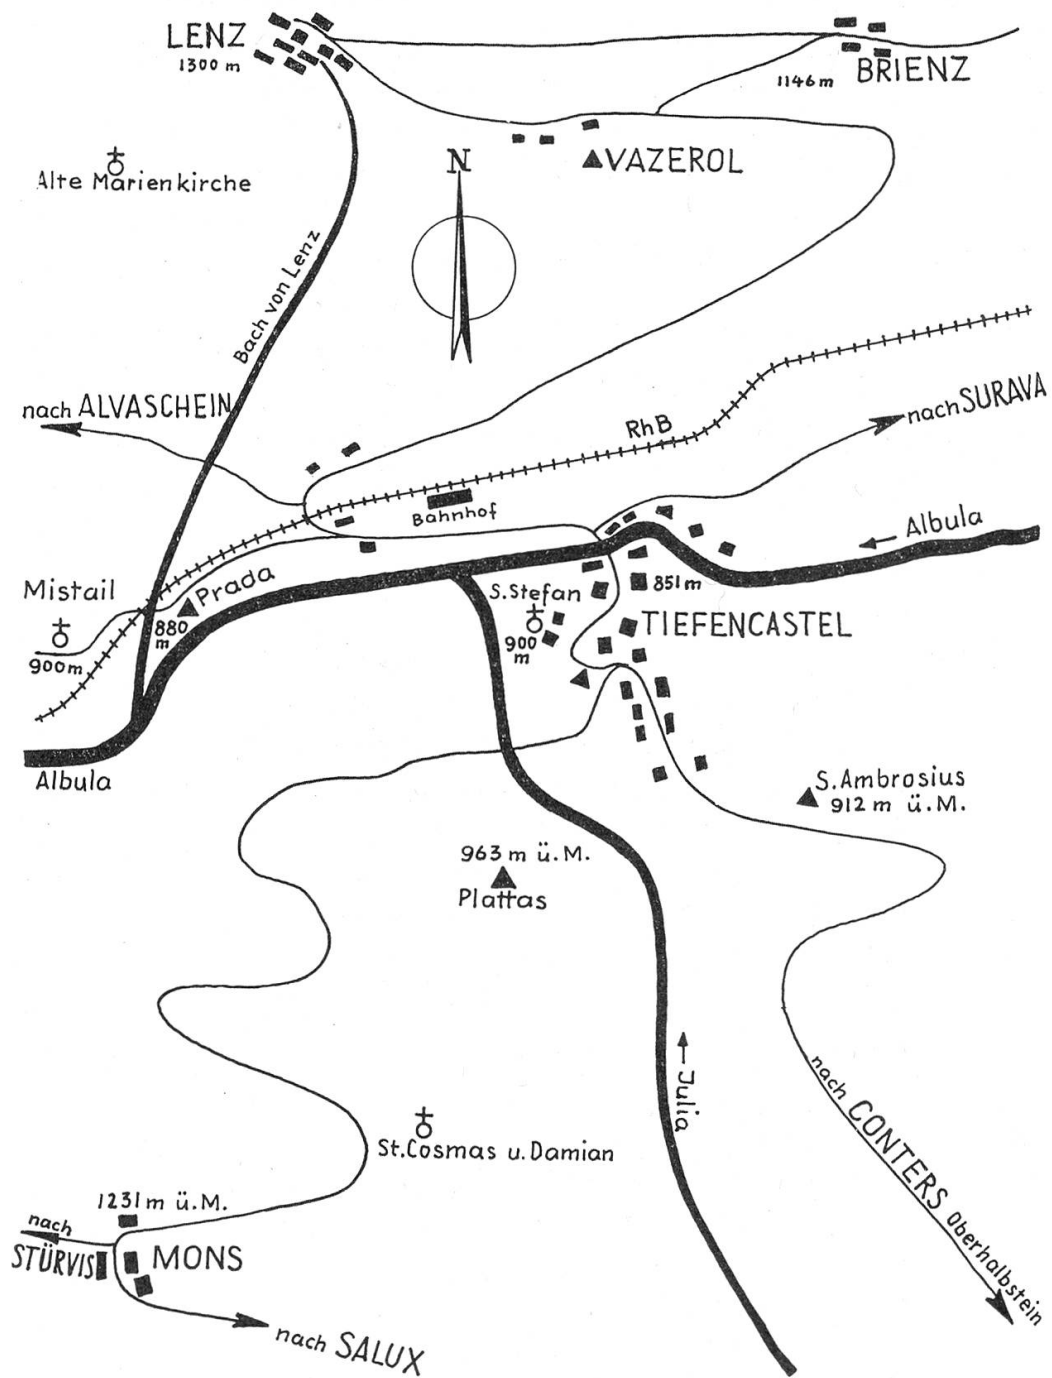 LENZ
1300 m
BRIENZ
1146 m
Alte Marienkirche
N
VAZEROL
Bach von Lenz
nach ALVASCHEIN
nach SURAVA
RhB
Bahnhof
Albula
Mistail
900 m
Prada
880
m
S.Stefan
900
m
851 m
TIEFENCASTEL
Albula
S.Ambrosius
912 m ü.M.
963 m ü.M.
Plattas
Julia
nach CONTERS Oberhalbstein
St.Cosmas u. Damian
1231 m ü.M.
nach
STÜRVIS
MONS
nach SALUX